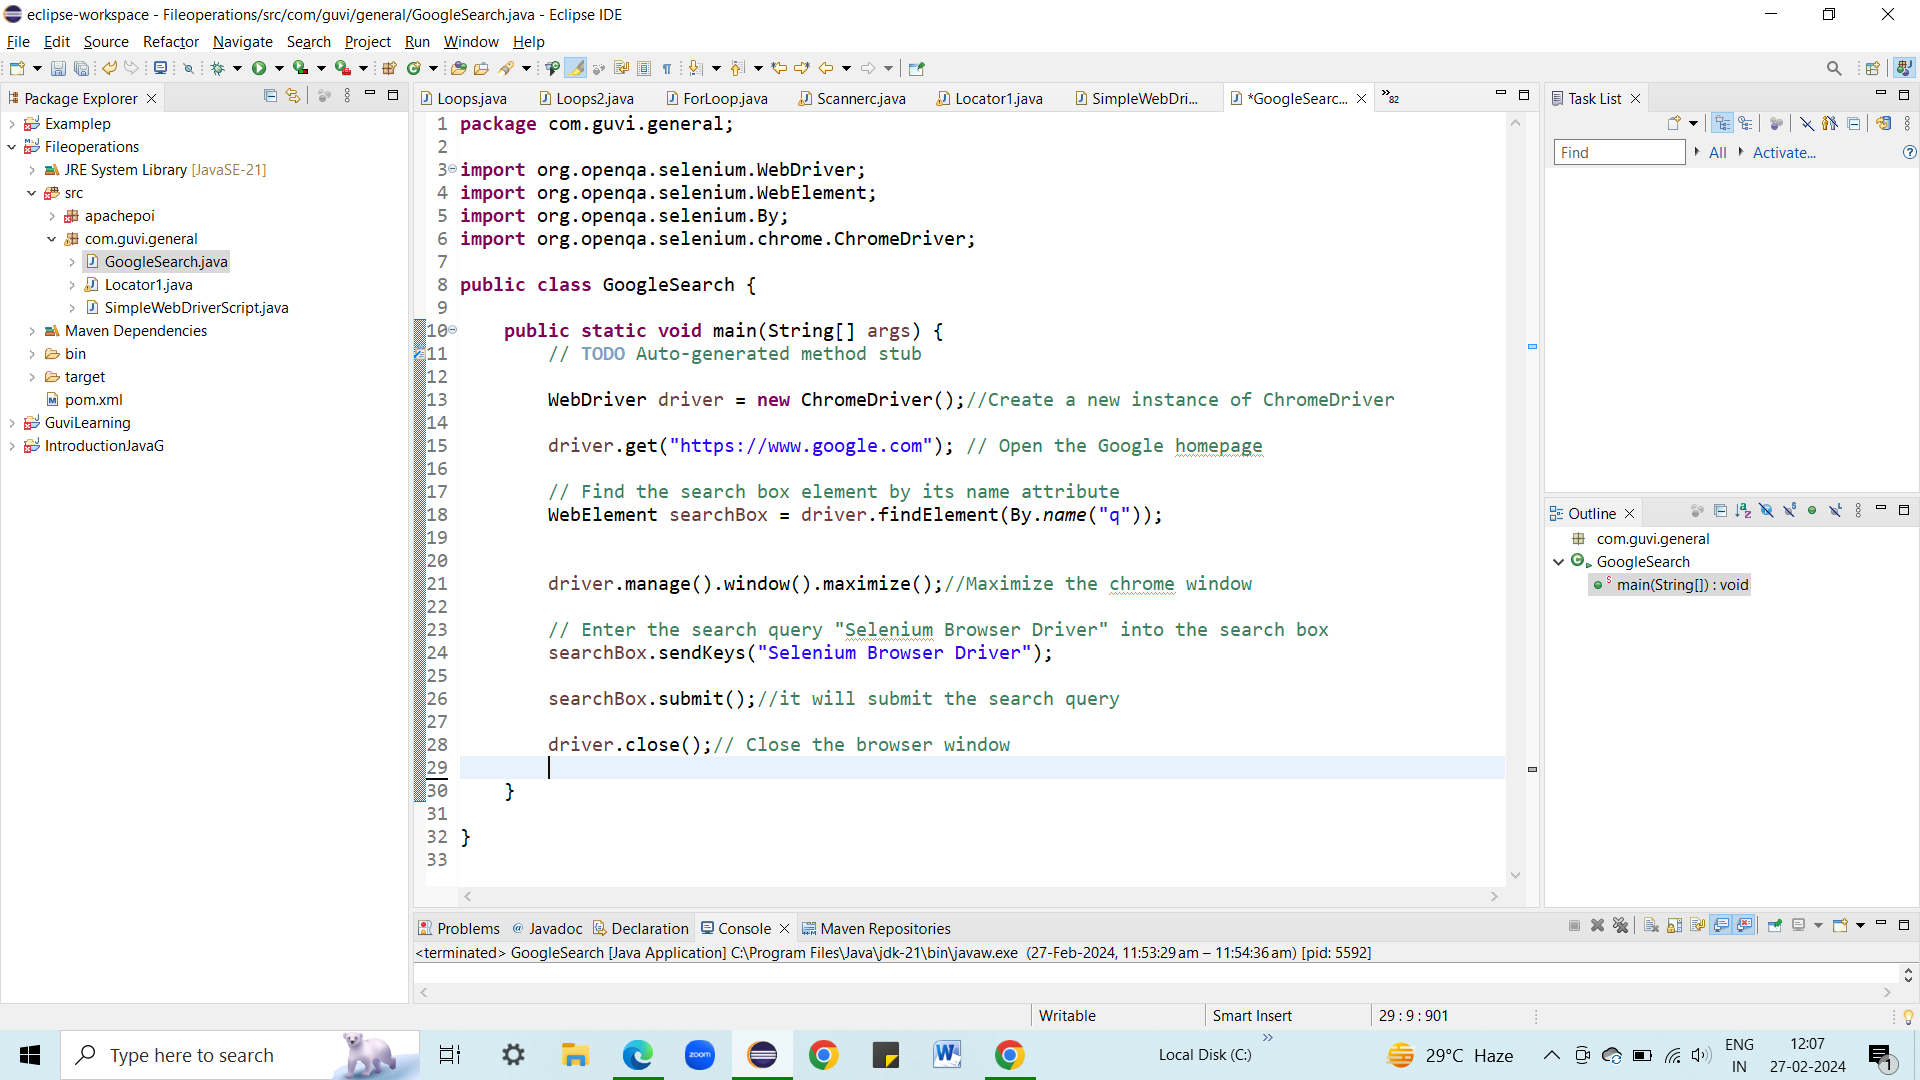 eclipse-workspace - Fileoperations/src/com/guvi/general/GoogleSearch.java - Eclipse IDE
File Edit Source Refactor Navigate Search Project Run Window Help
Package Explorer
Examplep
Fileoperations
JRE System Library [JavaSE-21]
src
apachepoi
com.guvi.general
GoogleSearch.java
Locator1.java
SimpleWebDriverScript.java
Maven Dependencies
bin
target
pom.xml
GuviLearning
IntroductionJavaG
Loops.java Loops2.java ForLoop.java Scannerc.java Locator1.java SimpleWebDri... *GoogleSearc... 82
1 package com.guvi.general;
2
3 import org.openqa.selenium.WebDriver;
4 import org.openqa.selenium.WebElement;
5 import org.openqa.selenium.By;
6 import org.openqa.selenium.chrome.ChromeDriver;
7
8 public class GoogleSearch {
9
10 public static void main(String[] args) {
11 // TODO Auto-generated method stub
12
13 WebDriver driver = new ChromeDriver();//Create a new instance of ChromeDriver
14
15 driver.get("https://www.google.com"); // Open the Google homepage
16
17 // Find the search box element by its name attribute
18 WebElement searchBox = driver.findElement(By.name("q"));
19
20
21 driver.manage().window().maximize();//Maximize the chrome window
22
23 // Enter the search query "Selenium Browser Driver" into the search box
24 searchBox.sendKeys("Selenium Browser Driver");
25
26 searchBox.submit();//it will submit the search query
27
28 driver.close();// Close the browser window
29
30 }
31
32 }
33
Task List
Find All Activate...
Outline
com.guvi.general
GoogleSearch
main(String[]) : void
Problems Javadoc Declaration Console Maven Repositories
<terminated> GoogleSearch [Java Application] C:\Program Files\Java\jdk-21\bin\javaw.exe (27-Feb-2024, 11:53:29 am – 11:54:36 am) [pid: 5592]
Writable Smart Insert 29 : 9 : 901
Type here to search
zoom
Local Disk (C:)
29°C Haze
ENG
IN
12:07
27-02-2024
1